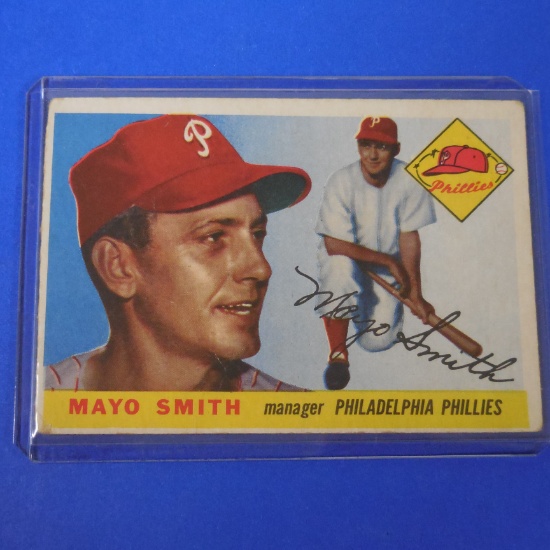 P
P
Phillies
Mayo Smith
MAYO SMITH manager PHILADELPHIA PHILLIES